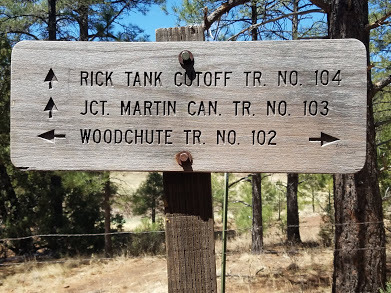 RICK TANK CUTOFF TR. NO. 104
JCT. MARTIN CAN. TR. NO. 103
WOODCHUTE TR. NO. 102